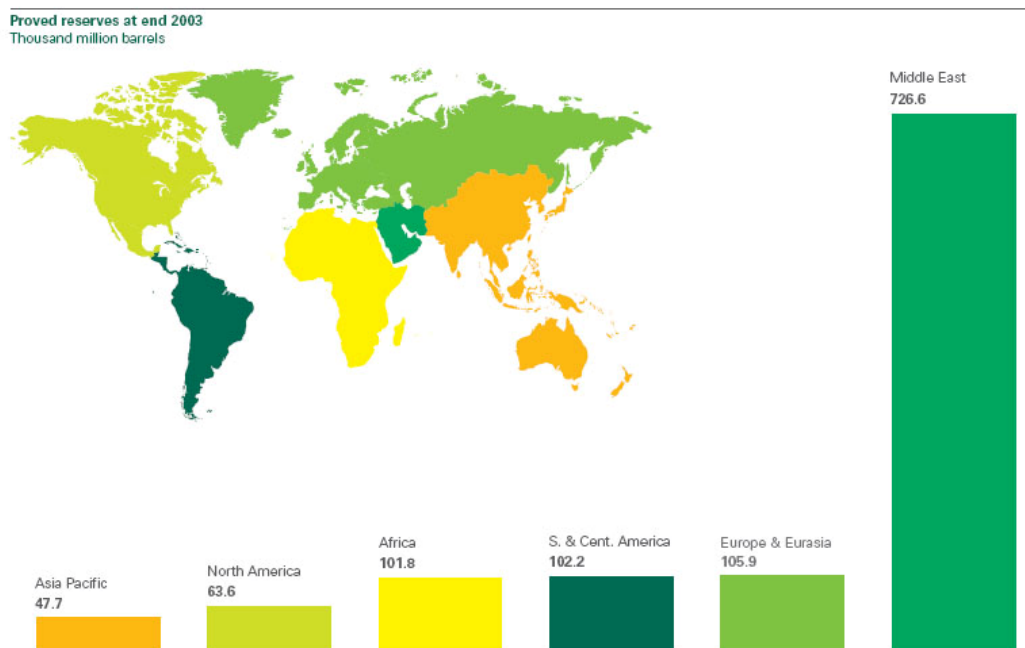 Proved reserves at end 2003
Thousand million barrels
Middle East
726.6
Asia Pacific
47.7
North America
63.6
Africa
101.8
S. & Cent. America
102.2
Europe & Eurasia
105.9